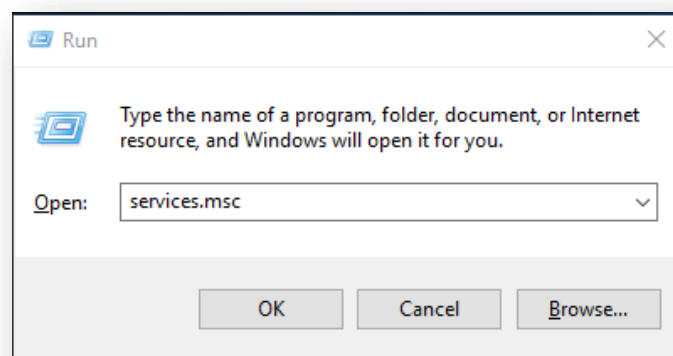 Run
Type the name of a program, folder, document, or Internet
resource, and Windows will open it for you.
Open: services.msc
OK Cancel Browse...